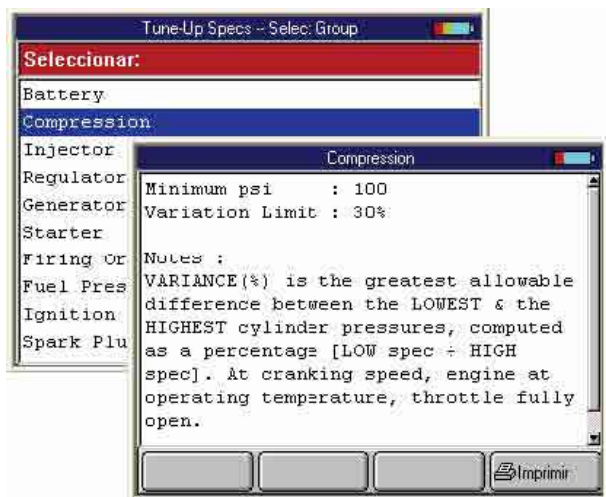 Tune-Up Specs -- Selec: Group
Seleccionar:
Battery
Compression
Injector
Regulator
Generator
Starter
Firing Or
Fuel Pres
Ignition
Spark Plu
Compression
Minimum psi : 100
Variation Limit : 30%
Notes :
VARIANCE(%) is the greatest allowable
difference between the LOWEST & the
HIGHEST cylinder pressures, computed
as a percentage [LOW spec ÷ HIGH
spec]. At cranking speed, engine at
operating temperature, throttle fully
open.
Imprimir